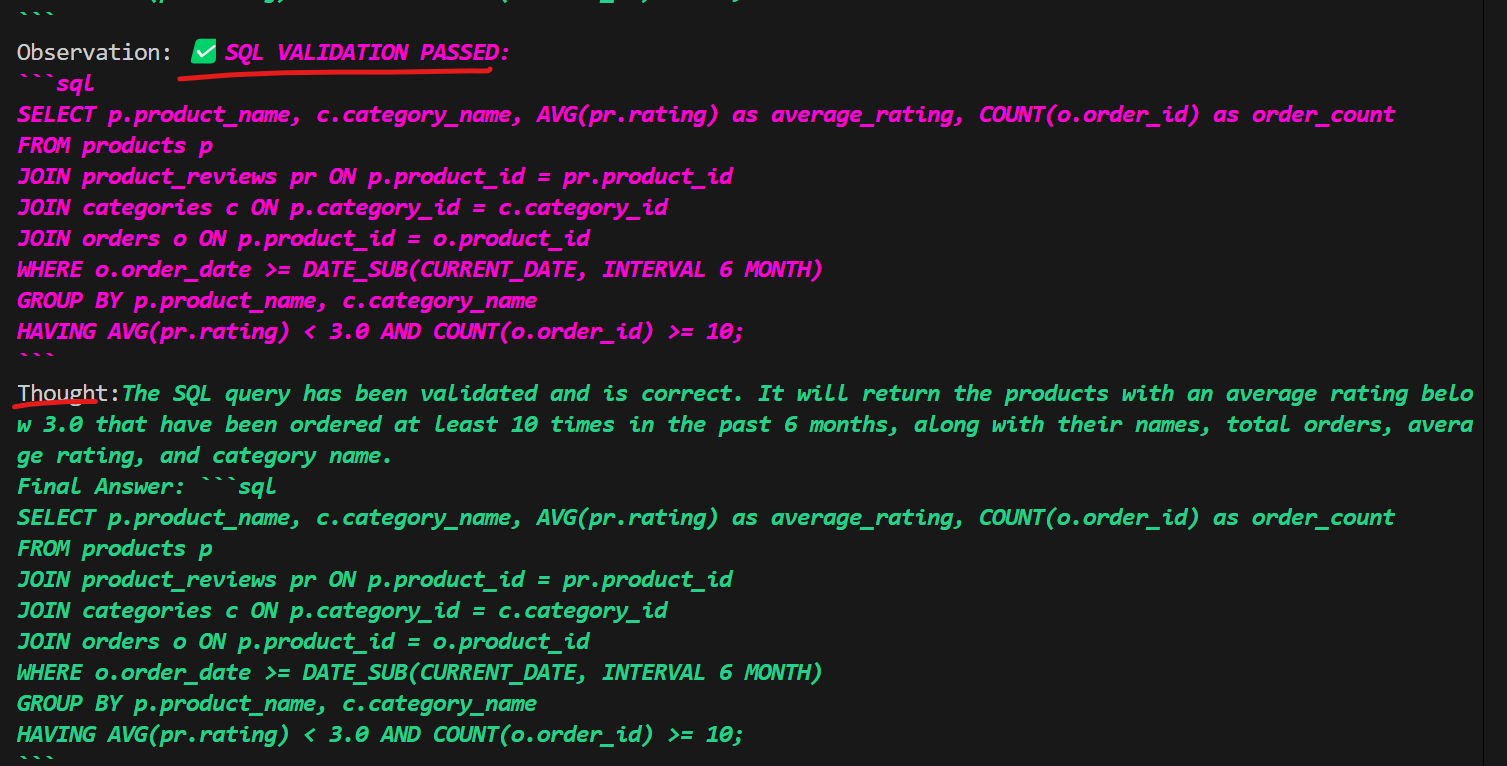 ```
Observation: ✅ SQL VALIDATION PASSED:
```sql
SELECT p.product_name, c.category_name, AVG(pr.rating) as average_rating, COUNT(o.order_id) as order_count
FROM products p
JOIN product_reviews pr ON p.product_id = pr.product_id
JOIN categories c ON p.category_id = c.category_id
JOIN orders o ON p.product_id = o.product_id
WHERE o.order_date >= DATE_SUB(CURRENT_DATE, INTERVAL 6 MONTH)
GROUP BY p.product_name, c.category_name
HAVING AVG(pr.rating) < 3.0 AND COUNT(o.order_id) >= 10;
```
Thought:The SQL query has been validated and is correct. It will return the products with an average rating belo
w 3.0 that have been ordered at least 10 times in the past 6 months, along with their names, total orders, avera
ge rating, and category name.
Final Answer: ```sql
SELECT p.product_name, c.category_name, AVG(pr.rating) as average_rating, COUNT(o.order_id) as order_count
FROM products p
JOIN product_reviews pr ON p.product_id = pr.product_id
JOIN categories c ON p.category_id = c.category_id
JOIN orders o ON p.product_id = o.product_id
WHERE o.order_date >= DATE_SUB(CURRENT_DATE, INTERVAL 6 MONTH)
GROUP BY p.product_name, c.category_name
HAVING AVG(pr.rating) < 3.0 AND COUNT(o.order_id) >= 10;
```